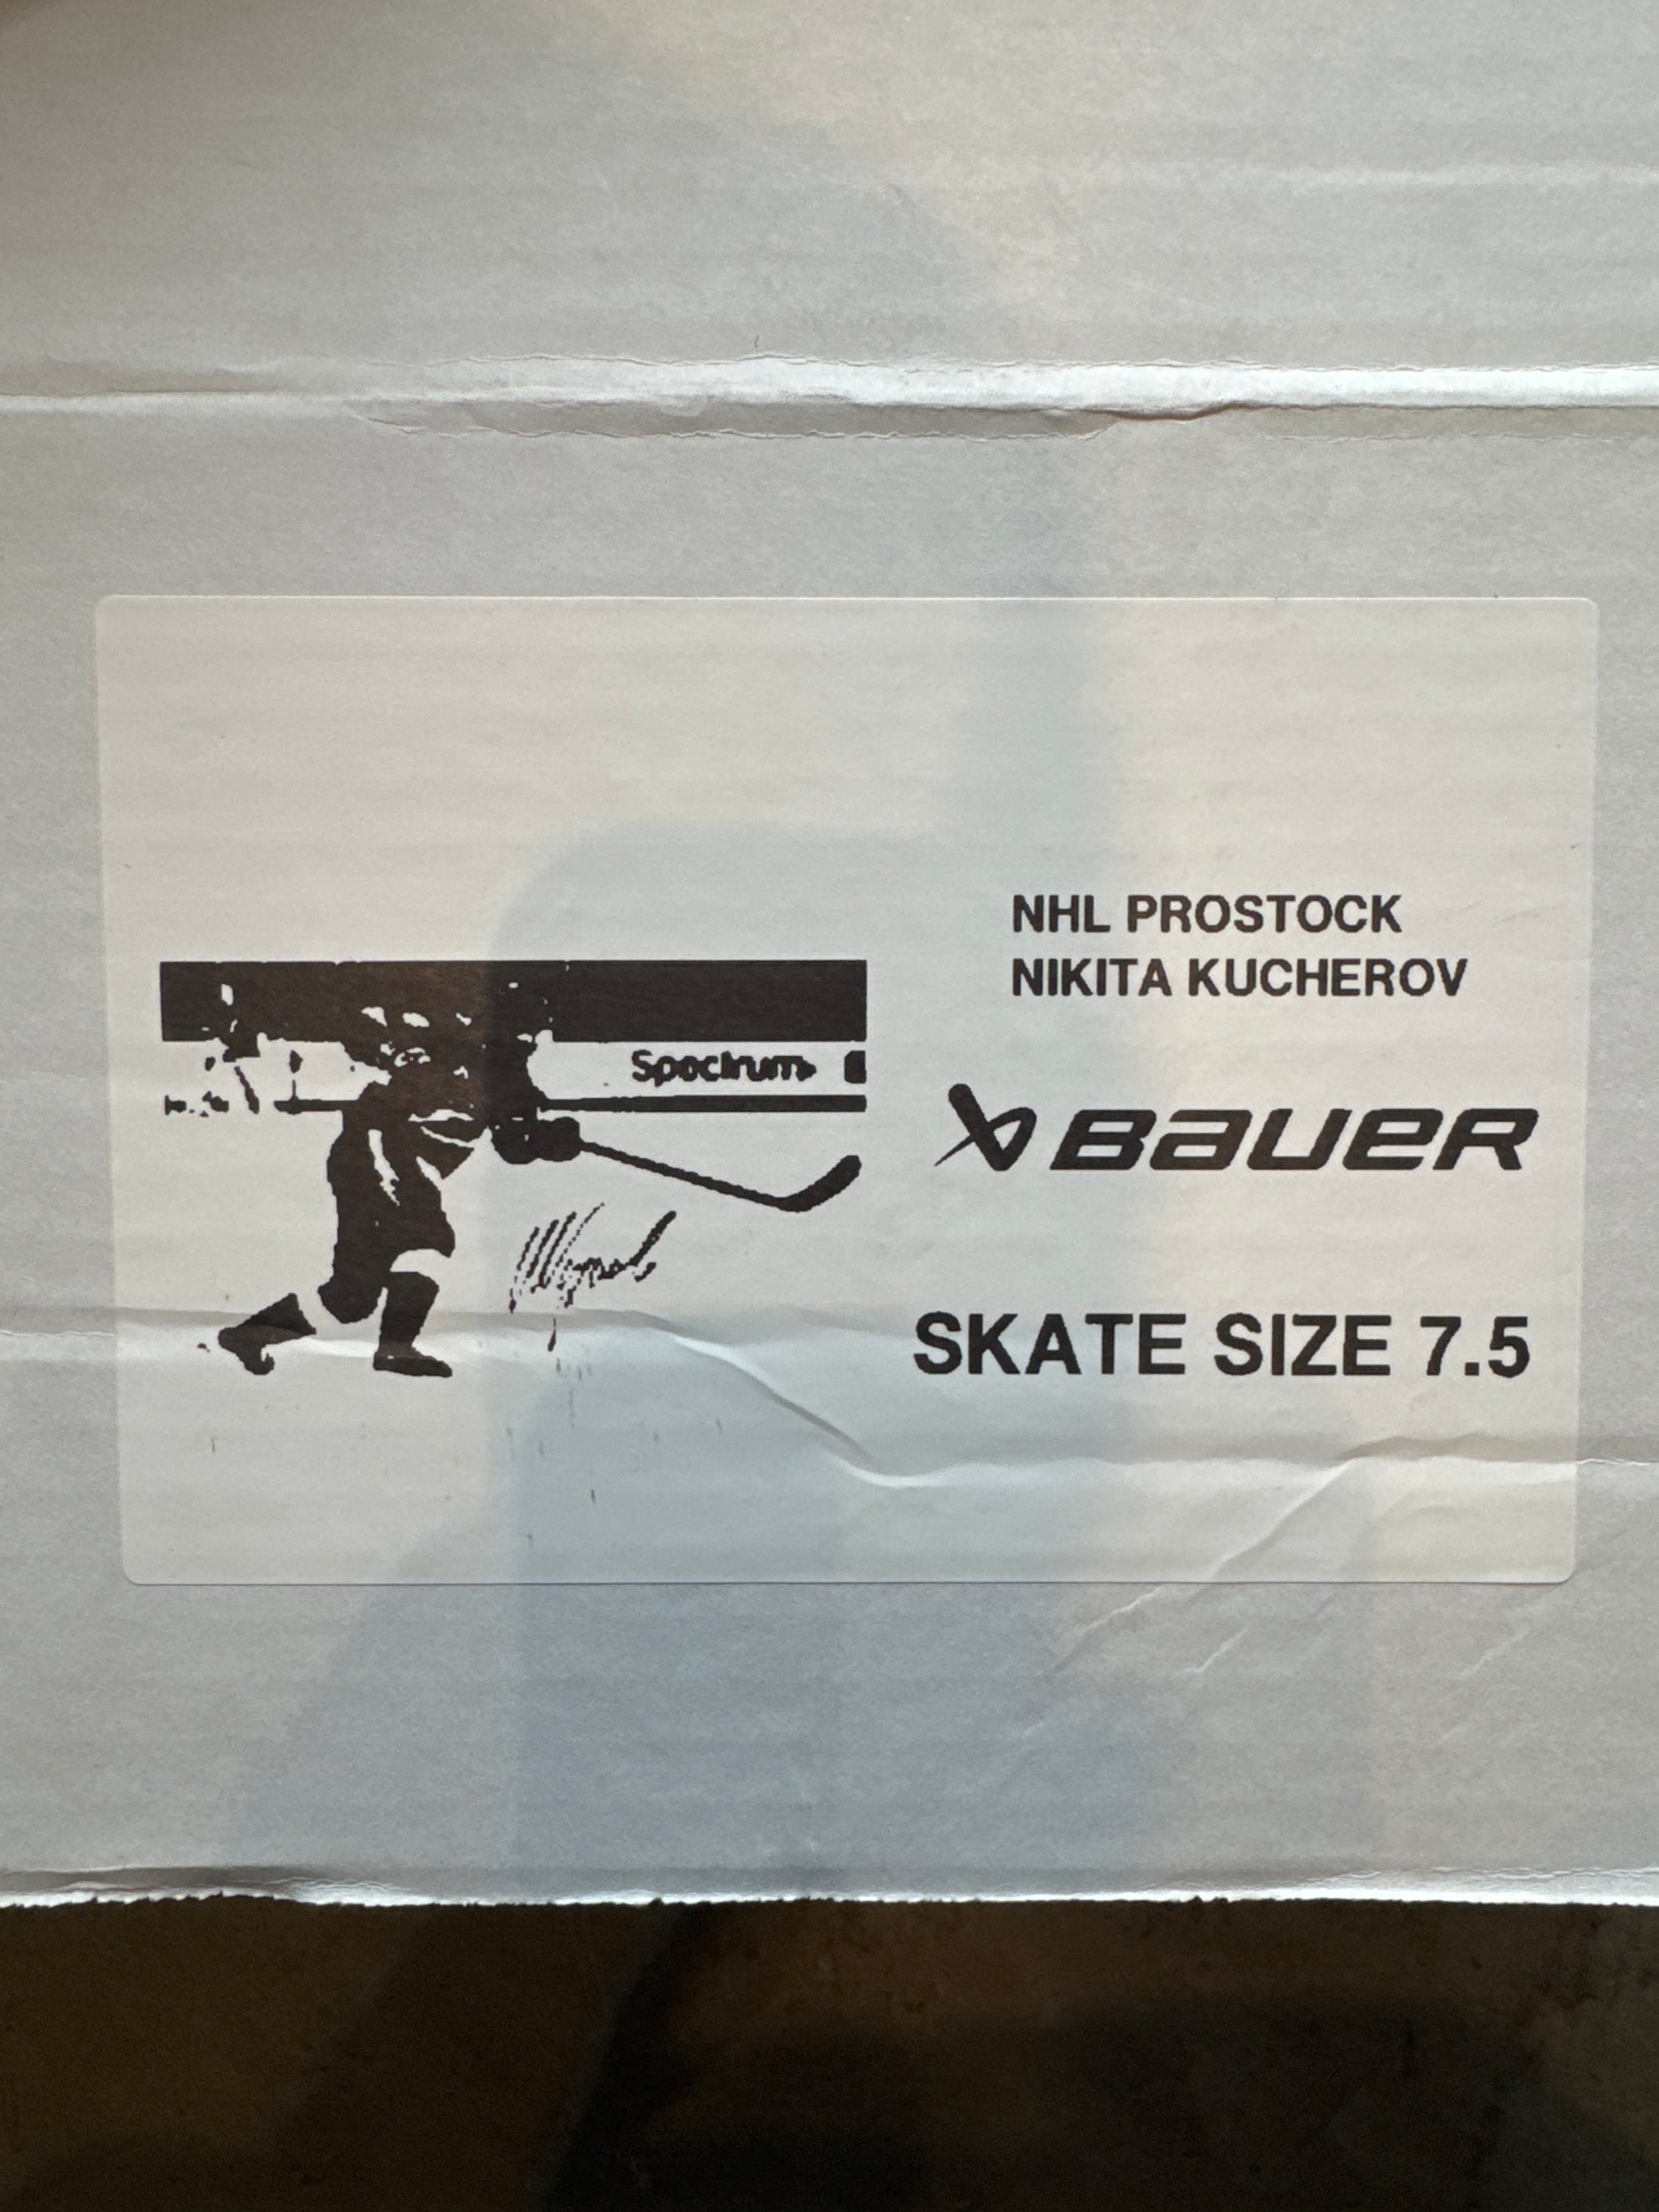 NHL PROSTOCK
NIKITA KUCHEROV
Spectrum
BAUER
SKATE SIZE 7.5